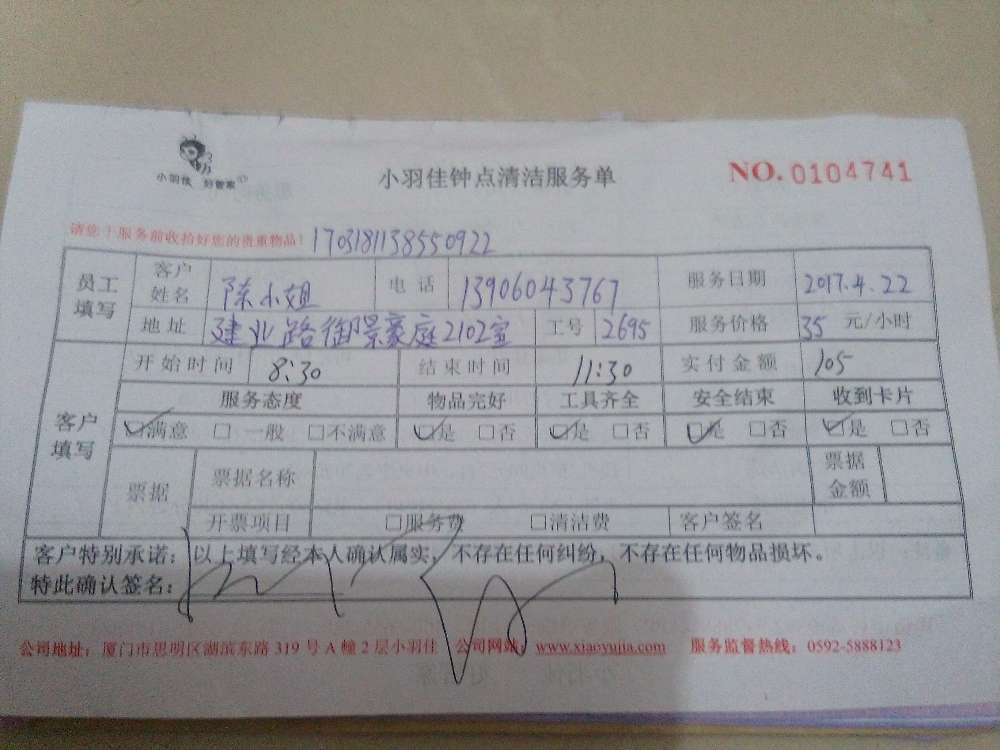 小羽佳 好管家
小羽佳钟点清洁服务单
NO. 0104741
请您！服务前收拾好您的贵重物品！ 1703181138550922
员工填写 客户姓名 陈小姐 电话 13906043767 服务日期 2017.4.22
地址 建业路御景豪庭2102室 工号 2695 服务价格 35 元/小时
客户填写 开始时间 8:30 结束时间 11:30 实付金额 105
服务态度 物品完好 工具齐全 安全结束 收到卡片
☑满意 □一般 □不满意 ☑是 □否 ☑是 □否 ☑是 □否 ☑是 □否
票据 票据名称 票据金额
开票项目 □服务费 □清洁费 客户签名
客户特别承诺：以上填写经本人确认属实，不存在任何纠纷，不存在任何物品损坏。
特此确认签名：
公司地址：厦门市思明区湖滨东路 319 号 A 幢 2 层小羽佳 公司网站：www.xiaoyujia.com 服务监督热线：0592-5888123